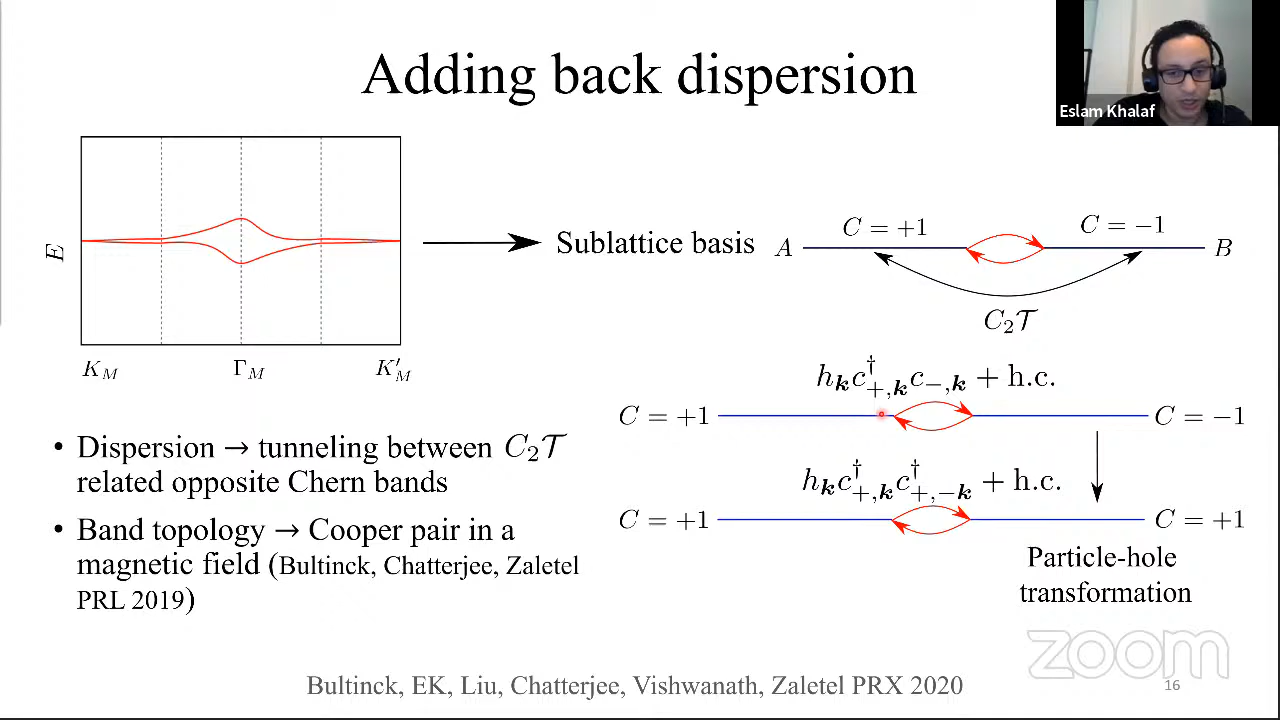 Adding back dispersion
Eslam Khalaf
E
K_M
Γ_M
K′_M
Sublattice basis
A
C = +1
C = −1
B
C₂𝒯
h_𝒌 c†_{+,𝒌} c_{−,𝒌} + h.c.
C = +1
C = −1
h_𝒌 c†_{+,𝒌} c†_{+,−𝒌} + h.c.
C = +1
C = +1
Particle-hole
transformation
• Dispersion → tunneling between C₂𝒯
related opposite Chern bands
• Band topology → Cooper pair in a
magnetic field (Bultinck, Chatterjee, Zaletel
PRL 2019)
zoom
Bultinck, EK, Liu, Chatterjee, Vishwanath, Zaletel PRX 2020
16